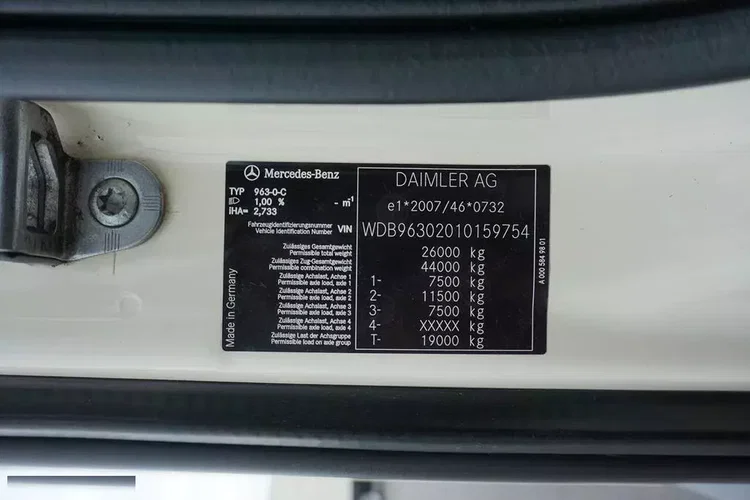 Mercedes-Benz
TYP 963-0-C
1,00 % - m⁻¹
IHA= 2,733
Fahrzeugidentifizierungsnummer
Vehicle Identification Number VIN
Zulässiges Gesamtgewicht
Permissible total weight
Zulässiges Zug-Gesamtgewicht
Permissible combination weight
Zulässige Achslast, Achse 1
Permissible axle load, axle 1
Zulässige Achslast, Achse 2
Permissible axle load, axle 2
Zulässige Achslast, Achse 3
Permissible axle load, axle 3
Zulässige Achslast, Achse 4
Permissible axle load, axle 4
Zulässige Last der Achsgruppe
Permissible load on axle group
Made in Germany
DAIMLER AG
e1*2007/46*0732
WDB96302010159754
26000 kg
44000 kg
1- 7500 kg
2- 11500 kg
3- 7500 kg
4- XXXXX kg
T- 19000 kg
A 000 584 98 01